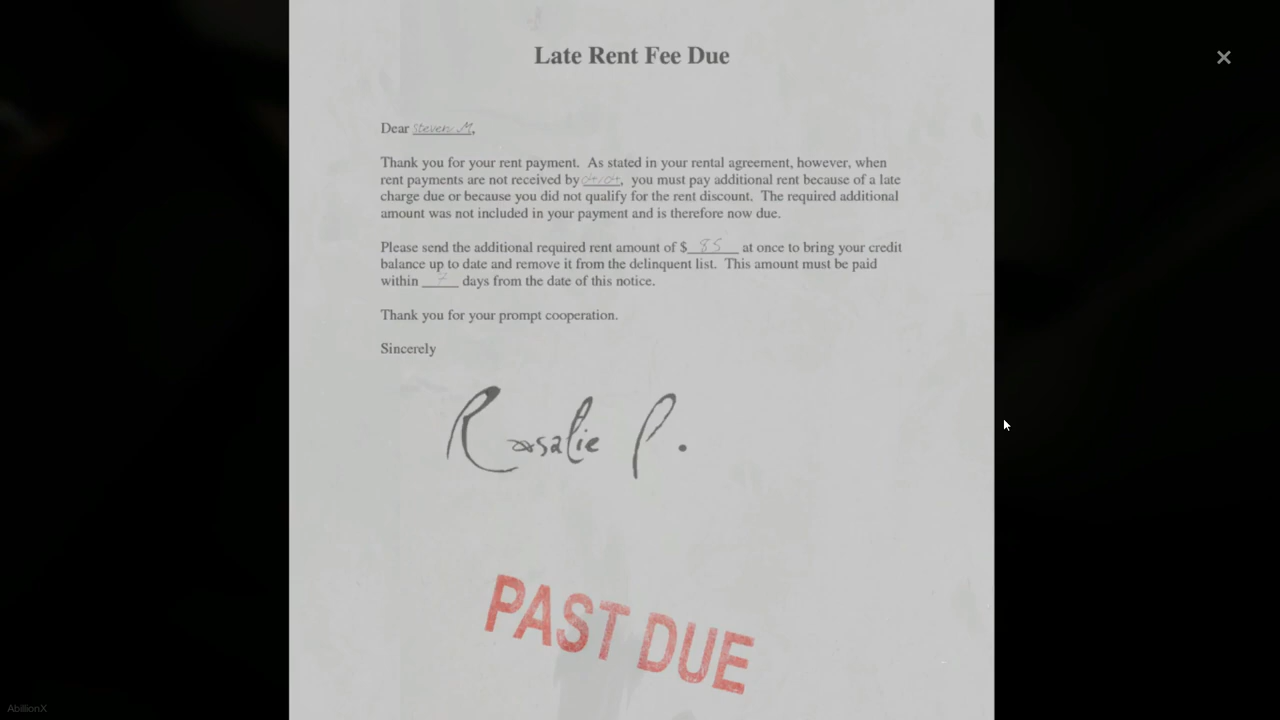 Late Rent Fee Due
Dear Steven M,
Thank you for your rent payment. As stated in your rental agreement, however, when
rent payments are not received by 04/04, you must pay additional rent because of a late
charge due or because you did not qualify for the rent discount. The required additional
amount was not included in your payment and is therefore now due.
Please send the additional required rent amount of $ 85 at once to bring your credit
balance up to date and remove it from the delinquent list. This amount must be paid
within 7 days from the date of this notice.
Thank you for your prompt cooperation.
Sincerely
Rosalie P.
PAST DUE
AbillionX